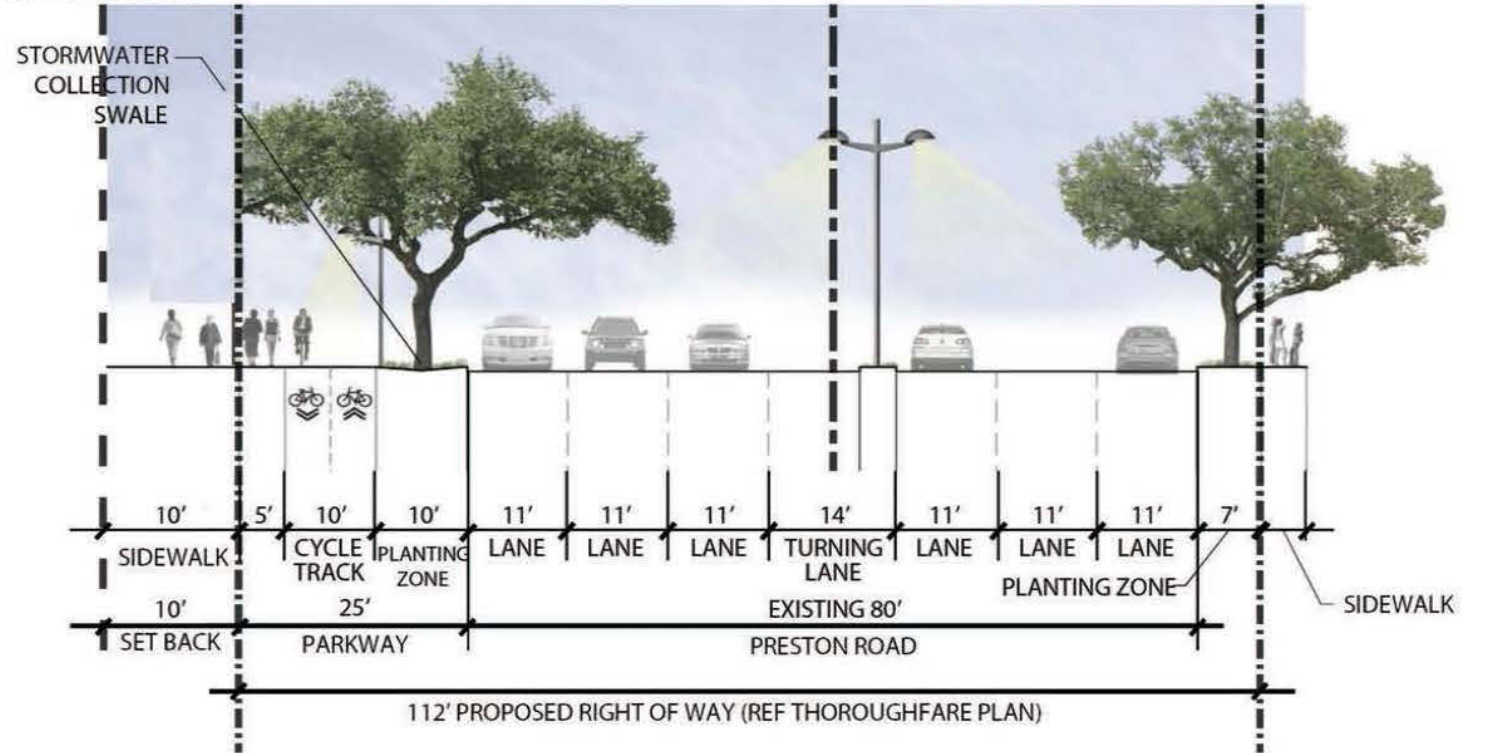 STORMWATER
COLLECTION
SWALE
10' 5' 10' 10' 11' 11' 11' 14' 11' 11' 11' 7'
SIDEWALK
CYCLE
TRACK
PLANTING
ZONE
LANE
LANE
LANE
TURNING
LANE
LANE
LANE
LANE
PLANTING ZONE
SIDEWALK
10' 25' EXISTING 80'
SET BACK PARKWAY PRESTON ROAD
112' PROPOSED RIGHT OF WAY (REF THOROUGHFARE PLAN)